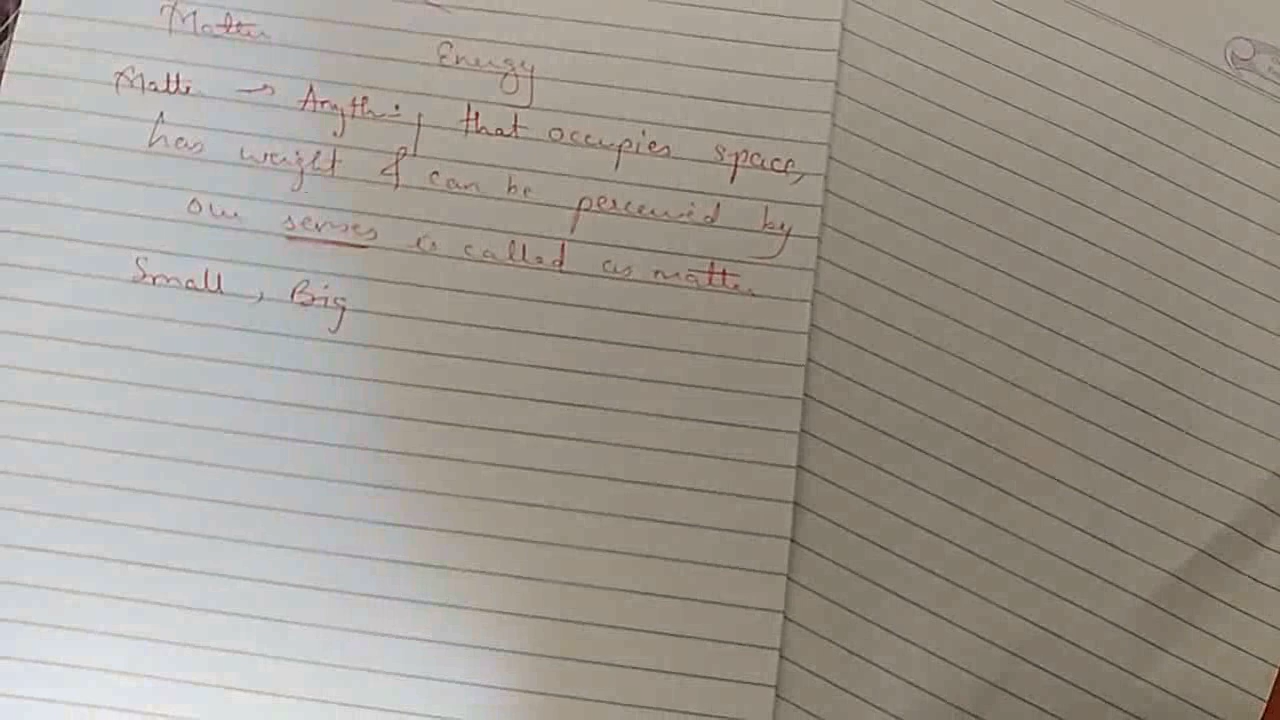 Matter Energy
Matter → Anything that occupies space,
has weight & can be perceived by
our senses is called as matter.
Small, Big